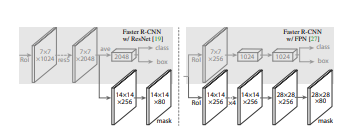 Faster R-CNN
w/ ResNet [19]
7×7
×1024
RoI
res5
7×7
×2048
ave
2048
class
box
14×14
×256
14×14
×80
mask
Faster R-CNN
w/ FPN [27]
7×7
×256
RoI
1024
1024
class
box
RoI
14×14
×256
×4
14×14
×256
28×28
×256
28×28
×80
mask